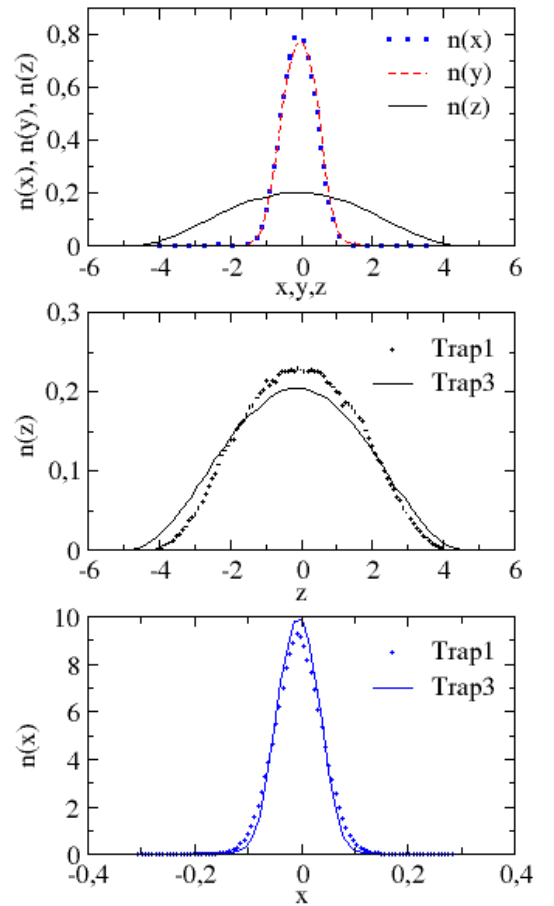 n(x), n(y), n(z)
0,8
0,6
0,4
0,2
0
n(x)
n(y)
n(z)
-6 -4 -2 0 2 4 6
x,y,z
n(z)
0,3
0,2
0,1
0
Trap1
Trap3
-6 -4 -2 0 2 4 6
z
n(x)
10
8
6
4
2
0
Trap1
Trap3
-0,4 -0,2 0 0,2 0,4
x